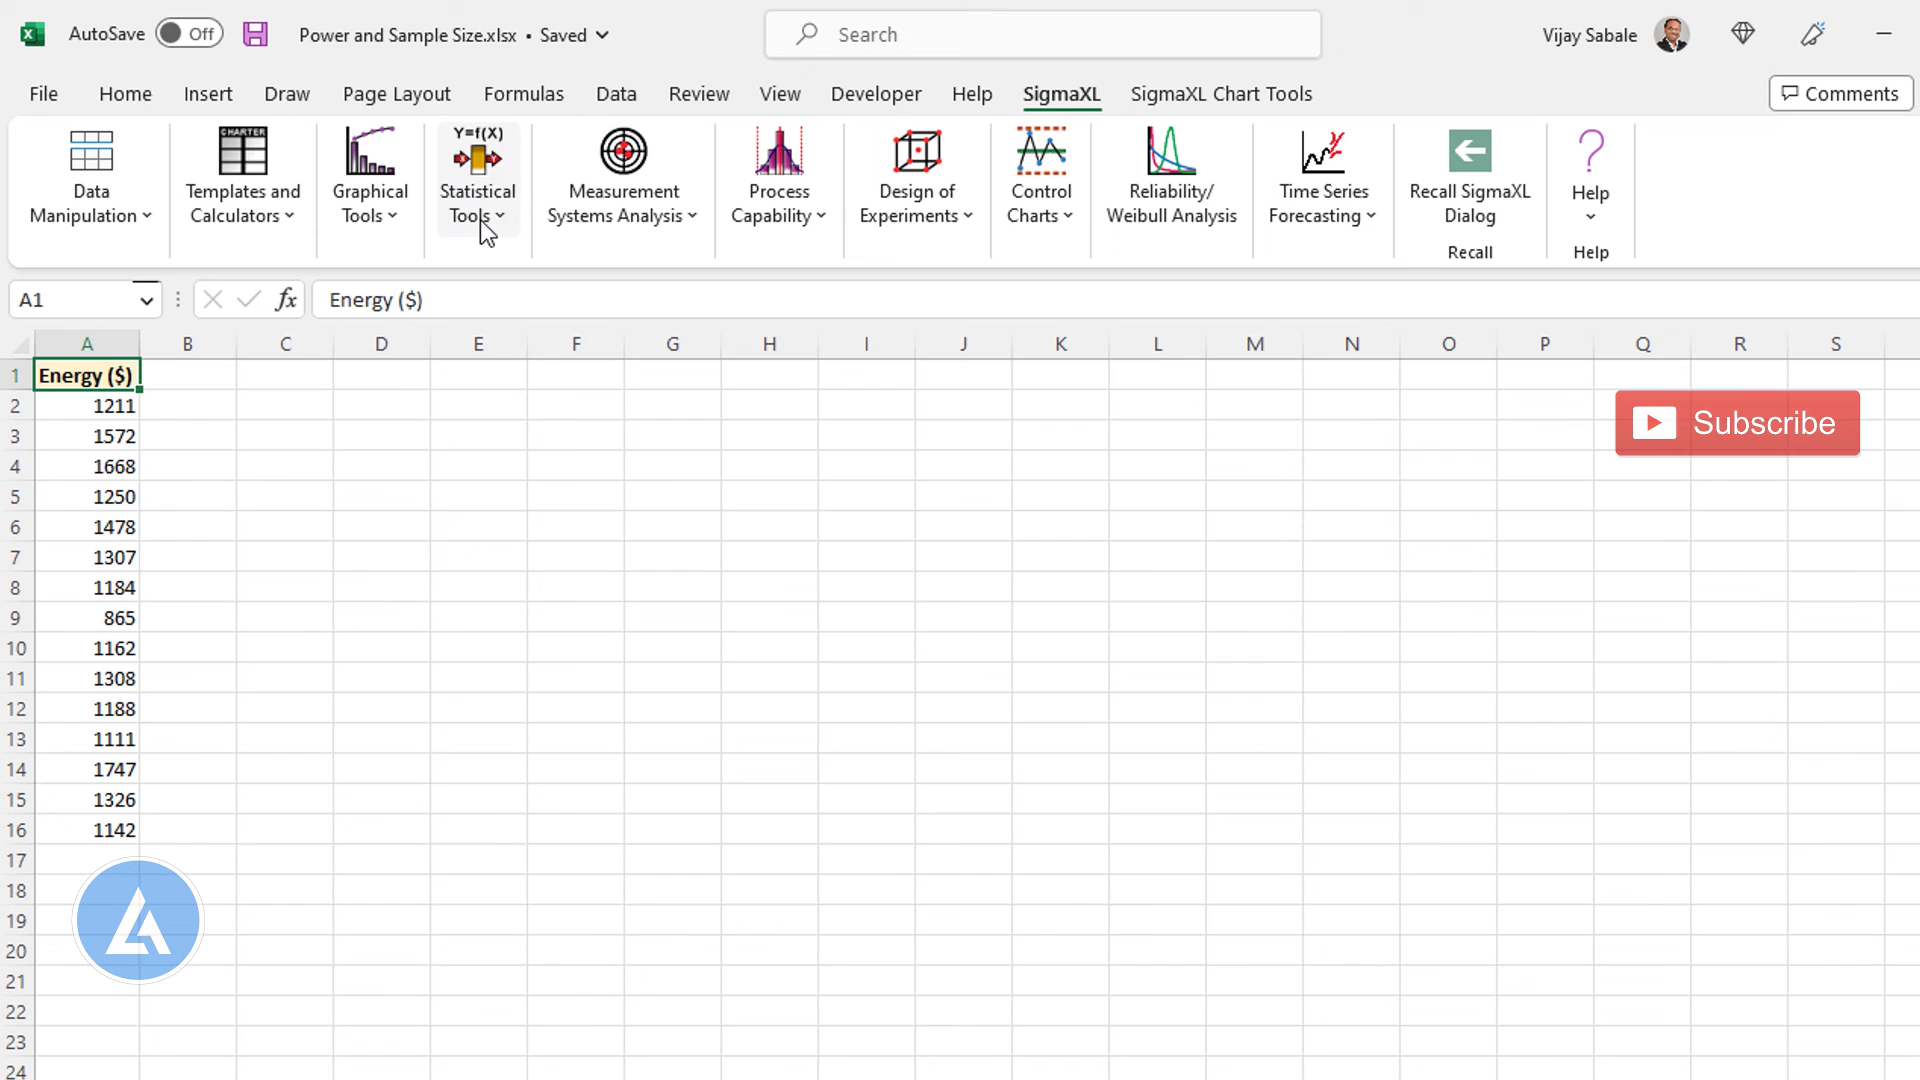 AutoSave Off Power and Sample Size.xlsx • Saved Search Vijay Sabale
File Home Insert Draw Page Layout Formulas Data Review View Developer Help SigmaXL SigmaXL Chart Tools Comments
CHARTER Y=f(X)
Data Manipulation
Templates and Calculators
Graphical Tools
Statistical Tools
Measurement Systems Analysis
Process Capability
Design of Experiments
Control Charts
Reliability/ Weibull Analysis
Time Series Forecasting
Recall SigmaXL Dialog
Help
Recall
Help
A1 fx Energy ($)
A B C D E F G H I J K L M N O P Q R S
1 Energy ($)
2 1211
Subscribe
3 1572
4 1668
5 1250
6 1478
7 1307
8 1184
9 865
10 1162
11 1308
12 1188
13 1111
14 1747
15 1326
16 1142
17
18
19
20
21
22
23
24